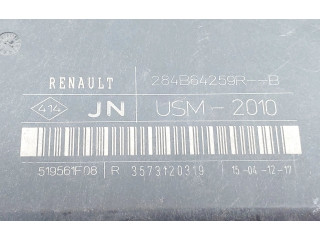 RENAULT 284B64259R--B
414 JN USM-2010
519561F06 R 3573120319 15-04-12-17